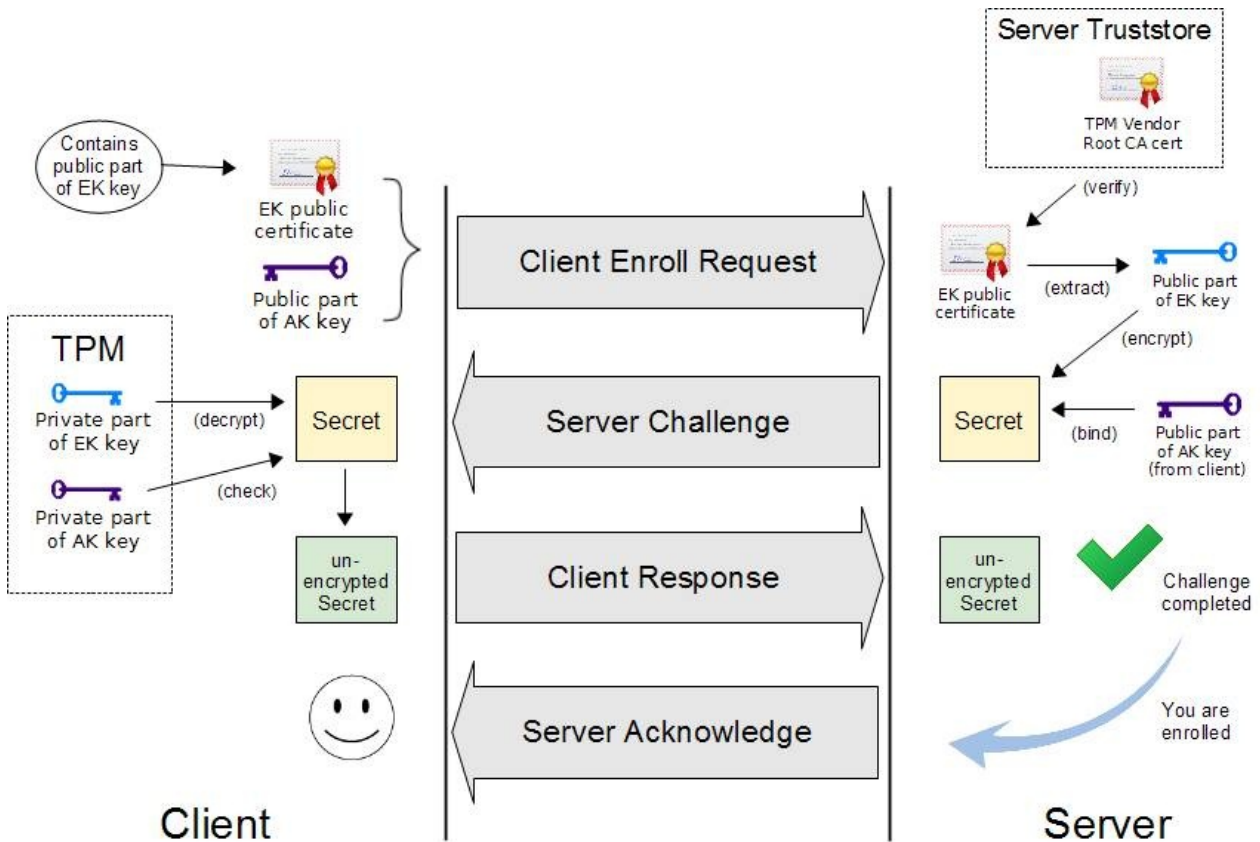 Server Truststore
TPM Vendor
Root CA cert
(verify)
Contains
public part
of EK key
EK public
certificate
Public part
of AK key
Client Enroll Request
EK public
certificate
(extract)
Public part
of EK key
(encrypt)
TPM
Private part
of EK key
(decrypt)
Secret
Private part
of AK key
(check)
Server Challenge
Secret
(bind)
Public part
of AK key
(from client)
un-
encrypted
Secret
Client Response
un-
encrypted
Secret
Challenge
completed
Server Acknowledge
You are
enrolled
Client
Server